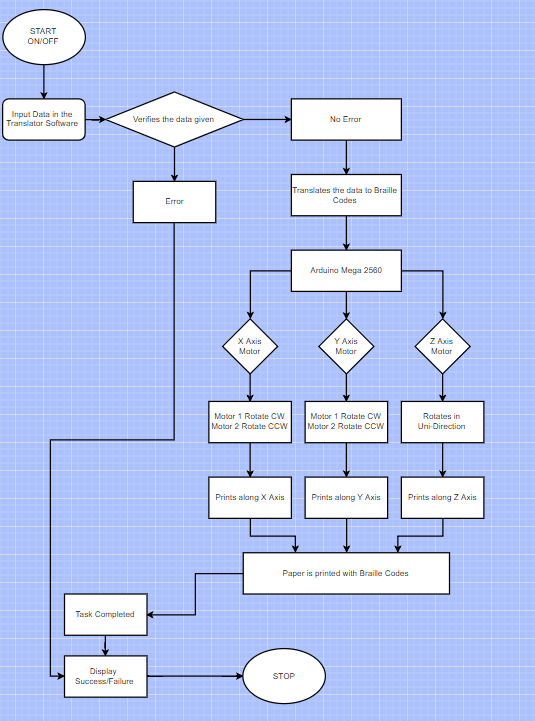 START
ON/OFF
Input Data in the
Translator Software
Verifies the data given
No Error
Error
Translates the data to Braille
Codes
Arduino Mega 2560
X Axis
Motor
Y Axis
Motor
Z Axis
Motor
Motor 1 Rotate CW
Motor 2 Rotate CCW
Motor 1 Rotate CW
Motor 2 Rotate CCW
Rotates in
Uni-Direction
Prints along X Axis
Prints along Y Axis
Prints along Z Axis
Paper is printed with Braille Codes
Task Completed
Display
Success/Failure
STOP